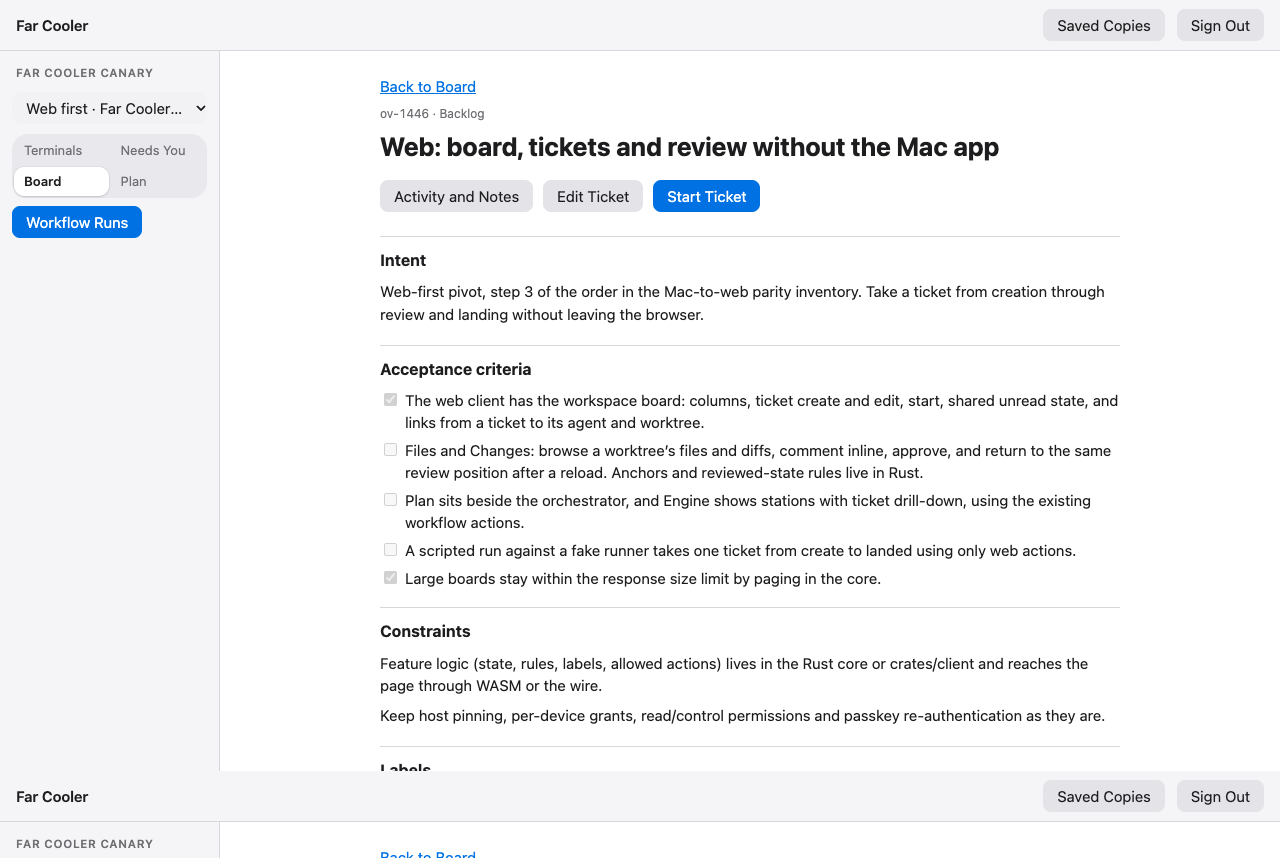 Far Cooler
Saved Copies
Sign Out
FAR COOLER CANARY
Web first · Far Cooler...
Terminals
Needs You
Board
Plan
Workflow Runs
Back to Board
ov-1446 · Backlog
Web: board, tickets and review without the Mac app
Activity and Notes
Edit Ticket
Start Ticket
Intent
Web-first pivot, step 3 of the order in the Mac-to-web parity inventory. Take a ticket from creation through
review and landing without leaving the browser.
Acceptance criteria
The web client has the workspace board: columns, ticket create and edit, start, shared unread state, and
links from a ticket to its agent and worktree.
Files and Changes: browse a worktree’s files and diffs, comment inline, approve, and return to the same
review position after a reload. Anchors and reviewed-state rules live in Rust.
Plan sits beside the orchestrator, and Engine shows stations with ticket drill-down, using the existing
workflow actions.
A scripted run against a fake runner takes one ticket from create to landed using only web actions.
Large boards stay within the response size limit by paging in the core.
Constraints
Feature logic (state, rules, labels, allowed actions) lives in the Rust core or crates/client and reaches the
page through WASM or the wire.
Keep host pinning, per-device grants, read/control permissions and passkey re-authentication as they are.
Labels
Far Cooler
Saved Copies
Sign Out
FAR COOLER CANARY
Back to Board